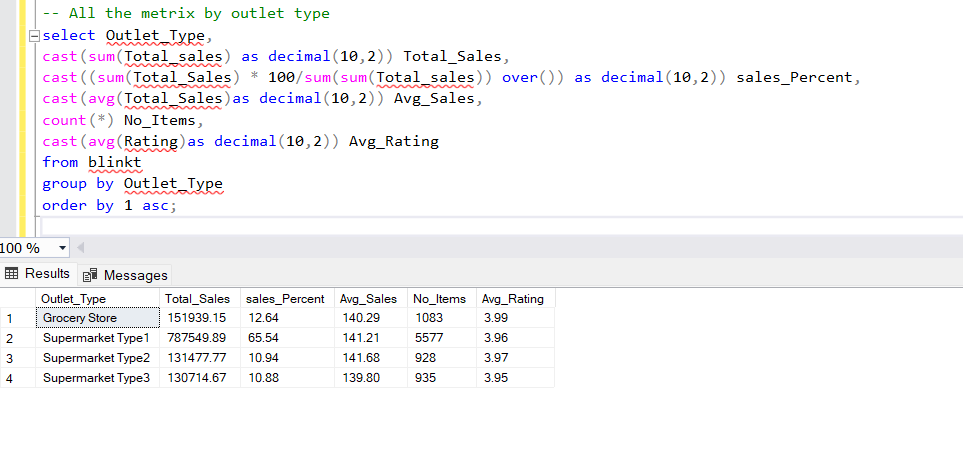 -- All the metrix by outlet type
select Outlet_Type,
cast(sum(Total_sales) as decimal(10,2)) Total_Sales,
cast((sum(Total_Sales) * 100/sum(sum(Total_sales)) over()) as decimal(10,2)) sales_Percent,
cast(avg(Total_Sales)as decimal(10,2)) Avg_Sales,
count(*) No_Items,
cast(avg(Rating)as decimal(10,2)) Avg_Rating
from blinkt
group by Outlet_Type
order by 1 asc;
100 %
Results Messages
Outlet_Type Total_Sales sales_Percent Avg_Sales No_Items Avg_Rating
1 Grocery Store 151939.15 12.64 140.29 1083 3.99
2 Supermarket Type1 787549.89 65.54 141.21 5577 3.96
3 Supermarket Type2 131477.77 10.94 141.68 928 3.97
4 Supermarket Type3 130714.67 10.88 139.80 935 3.95